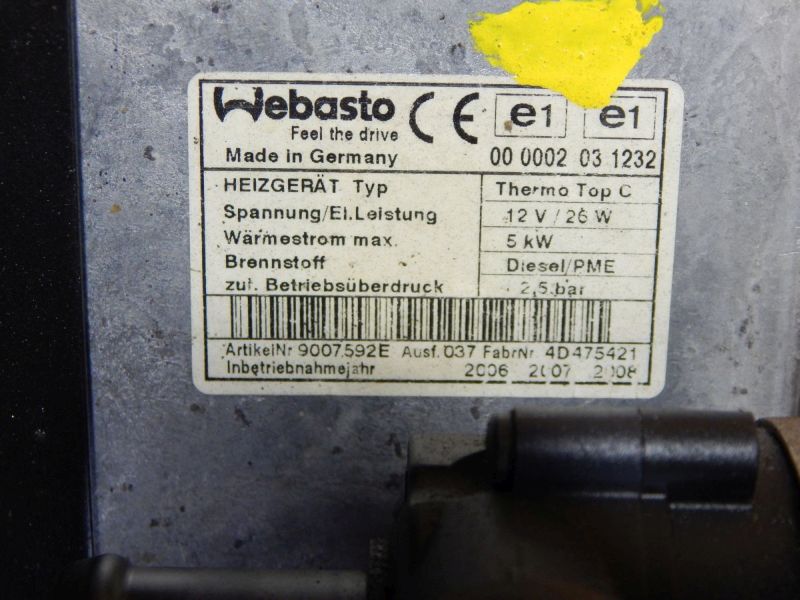 Webasto CE e1 e1
Feel the drive
Made in Germany 00 0002 03 1232
HEIZGERÄT Typ Thermo Top C
Spannung/El.Leistung 12 V / 26 W
Wärmestrom max. 5 kW
Brennstoff Diesel/PME
zul. Betriebsüberdruck 2,5 bar
ArtikelNr 9007592E Ausf. 037 FabrNr 4D475421
Inbetriebnahmejahr 2006 2007 2008